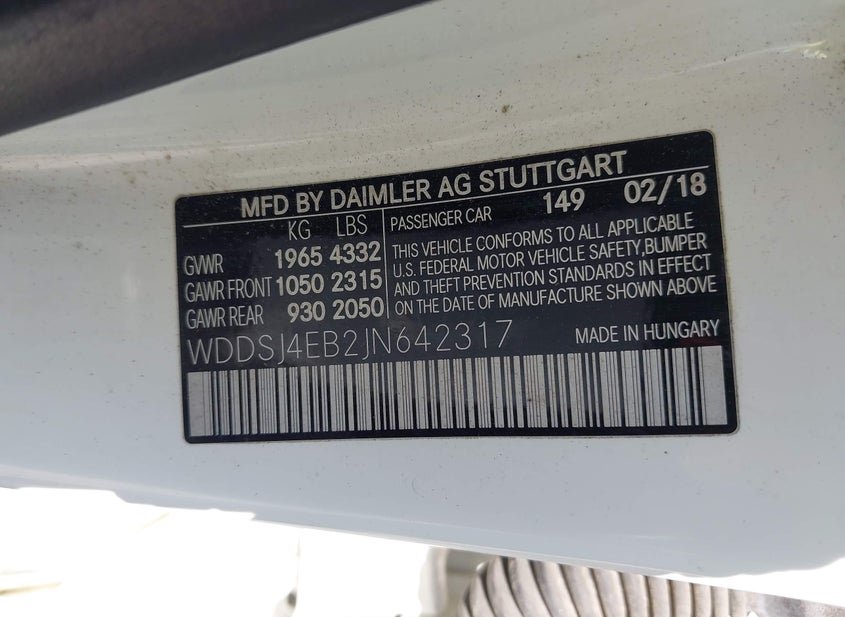 MFD BY DAIMLER AG STUTTGART
KG LBS
GVWR 1965 4332
GAWR FRONT 1050 2315
GAWR REAR 930 2050
PASSENGER CAR 149 02/18
THIS VEHICLE CONFORMS TO ALL APPLICABLE
U.S. FEDERAL MOTOR VEHICLE SAFETY,BUMPER
AND THEFT PREVENTION STANDARDS IN EFFECT
ON THE DATE OF MANUFACTURE SHOWN ABOVE
WDDSJ4EB2JN642317
MADE IN HUNGARY